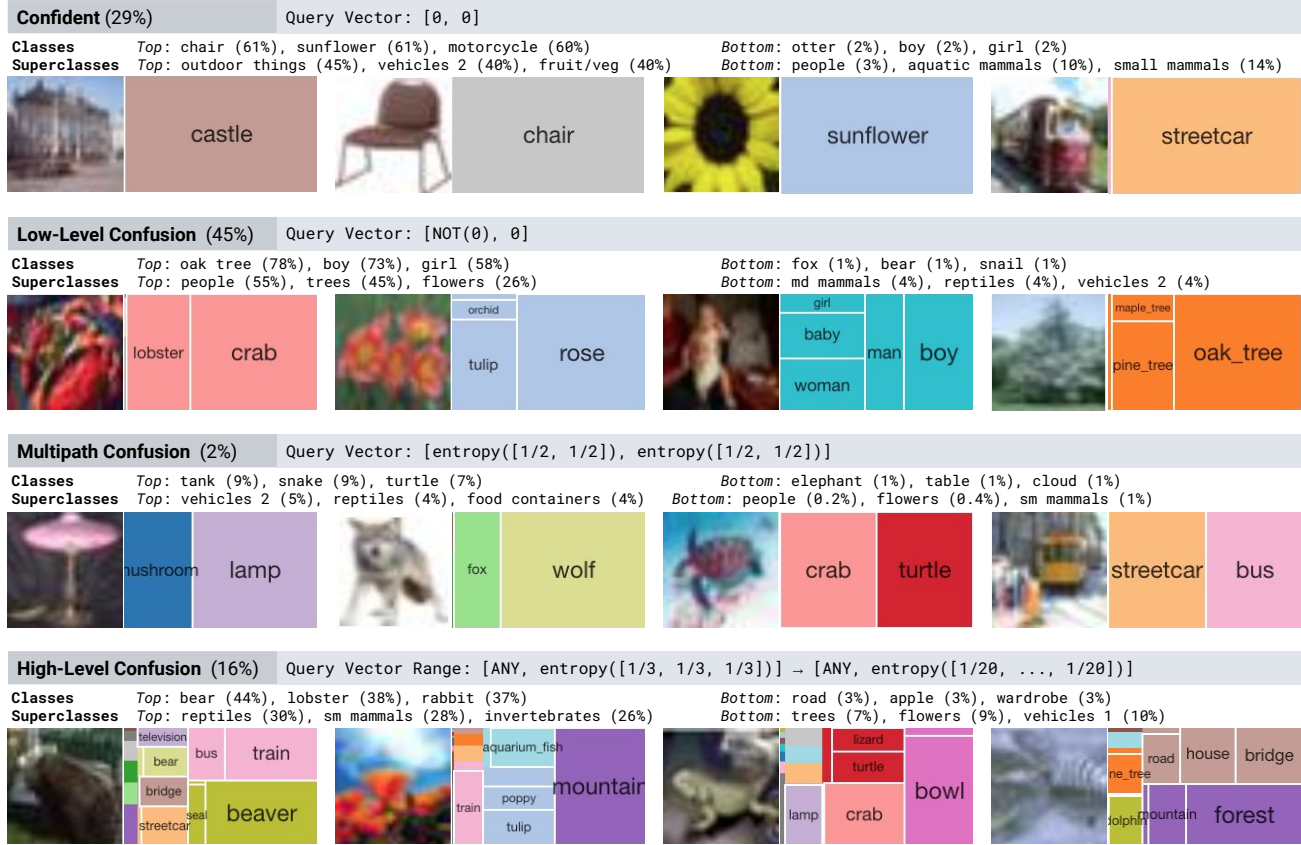 Confident (29%) Query Vector: [0, 0]
Classes Top: chair (61%), sunflower (61%), motorcycle (60%) Bottom: otter (2%), boy (2%), girl (2%)
Superclasses Top: outdoor things (45%), vehicles 2 (40%), fruit/veg (40%) Bottom: people (3%), aquatic mammals (10%), small mammals (14%)
castle chair sunflower streetcar
Low-Level Confusion (45%) Query Vector: [NOT(0), 0]
Classes Top: oak tree (78%), boy (73%), girl (58%) Bottom: fox (1%), bear (1%), snail (1%)
Superclasses Top: people (55%), trees (45%), flowers (26%) Bottom: md mammals (4%), reptiles (4%), vehicles 2 (4%)
girl maple_tree
orchid
baby
lobster crab rose man boy oak_tree
tulip pine_tree
woman
Multipath Confusion (2%) Query Vector: [entropy([1/2, 1/2]), entropy([1/2, 1/2])]
Classes Top: tank (9%), snake (9%), turtle (7%) Bottom: elephant (1%), table (1%), cloud (1%)
Superclasses Top: vehicles 2 (5%), reptiles (4%), food containers (4%) Bottom: people (0.2%), flowers (0.4%), sm mammals (1%)
mushroom lamp fox wolf crab turtle streetcar bus
High-Level Confusion (16%) Query Vector Range: [ANY, entropy([1/3, 1/3, 1/3])] → [ANY, entropy([1/20, ..., 1/20])]
Classes Top: bear (44%), lobster (38%), rabbit (37%) Bottom: road (3%), apple (3%), wardrobe (3%)
Superclasses Top: reptiles (30%), sm mammals (28%), invertebrates (26%) Bottom: trees (7%), flowers (9%), vehicles 1 (10%)
television lizard
bus train aquarium_fish house bridge
bear turtle road
ne_tree
bridge mountain bowl
poppy
train
seal beaver lamp crab dolphin mountain forest
streetcar tulip